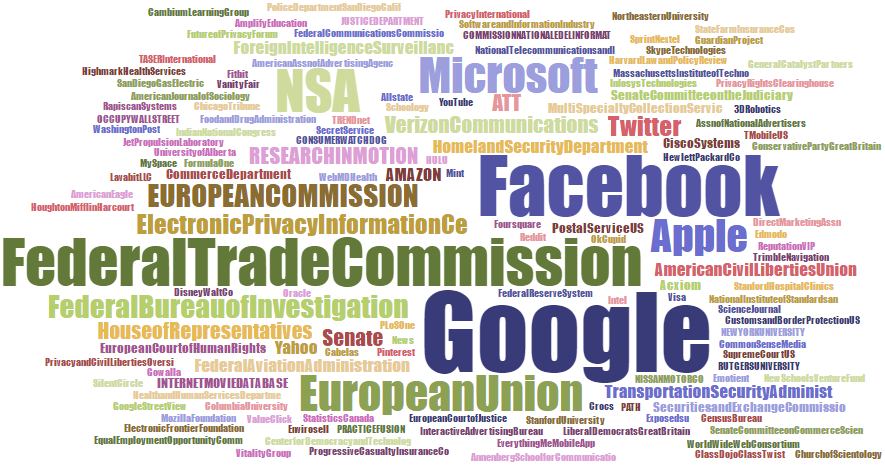 PoliceDepartmentSanDiegoCalif
CambiumLearningGroup
PrivacyInternational
NortheasternUniversity
AmplifyEducation
JUSTICEDEPARTMENT
SoftwareandInformationIndustry
StateFarmInsuranceCos
FutureofPrivacyForum
FederalCommunicationsCommissio
COMMISSIONNATIONALEDELINFORMAT
SprintNextel
GuardianProject
ForeignIntelligenceSurveillanc
NationalTelecommunicationsandI
SkypeTechnologies
TASERInternational
AmericanAssnofAdvertisingAgenc
Microsoft
HarvardLawandPolicyReview
GeneralCatalystPartners
HighmarkHealthServices
Fitbit
NSA
MassachusettsInstituteofTechno
SanDiegoGasElectric
VanityFair
InfosysTechnologies
PrivacyRightsClearinghouse
AmericanJournalofSociology
Allstate
YouTube
ATT
SenateCommitteeontheJudiciary
RapiscanSystems
ChicagoTribune
Schoology
MultiSpecialtyCollectionServic
3DRobotics
OCCUPYWALLSTREET
FoodandDrugAdministration
TRENDnet
VerizonCommunications
Twitter
AssnofNationalAdvertisers
WashingtonPost
IndianNationalCongress
SecretService
TMobileUS
JetPropulsionLaboratory
CONSUMERWATCHDOG
HomelandSecurityDepartment
CiscoSystems
ConservativePartyGreatBritain
UniversityofAlberta
RESEARCHINMOTION
HULU
HewlettPackardCo
MySpace
FormulaOne
Facebook
LavabitLLC
CommerceDepartment
WebMDHealth
AMAZON
Mint
AmericanEagle
EUROPEANCOMMISSION
HoughtonMifflinHarcourt
ElectronicPrivacyInformationCe
Foursquare
PostalServiceUS
Apple
DirectMarketingAssn
Reddit
OkCupid
Edmodo
FederalTradeCommission
ReputationVIP
TrimbleNavigation
AmericanCivilLibertiesUnion
DisneyWaltCo
Oracle
FederalReserveSystem
Acxiom
StanfordHospitalClinics
FederalBureauofInvestigation
Google
Intel
Visa
NationalInstituteofStandardsan
ScienceJournal
HouseofRepresentatives
PLoSOne
CustomsandBorderProtectionUS
Senate
News
NEWYORKUNIVERSITY
EuropeanCourtofHumanRights
Yahoo
Cabelas
Pinterest
CommonSenseMedia
SupremeCourtUS
PrivacyandCivilLibertiesOversi
FederalAviationAdministration
RUTGERSUNIVERSITY
Gowalla
NISSANMOTORCO
Emotient
NewSchoolsVentureFund
SilentCircle
INTERNETMOVIEDATABASE
EuropeanUnion
TransportationSecurityAdminist
HealthandHumanServicesDepartme
GoogleStreetView
ColumbiaUniversity
Crocs
PATH
SecuritiesandExchangeCommissio
MozillaFoundation
ValueClick
StatisticsCanada
EuropeanCourtofJustice
StanfordUniversity
Exposedsu
CensusBureau
ElectronicFrontierFoundation
Envirosell
PRACTICEFUSION
InteractiveAdvertisingBureau
LiberalDemocratsGreatBritain
SenateCommitteeonCommerceScien
EqualEmploymentOpportunityComm
CenterforDemocracyandTechnolog
EverythingMeMobileApp
WorldWideWebConsortium
VitalityGroup
ProgressiveCasualtyInsuranceCo
AnnenbergSchoolforCommunicatio
ClassDojoGlassTwist
ChurchofScientology